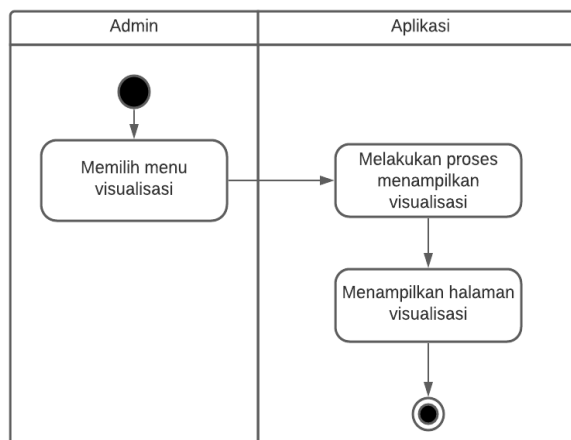 Admin
Aplikasi
Memilih menu
visualisasi
Melakukan proses
menampilkan
visualisasi
Menampilkan halaman
visualisasi